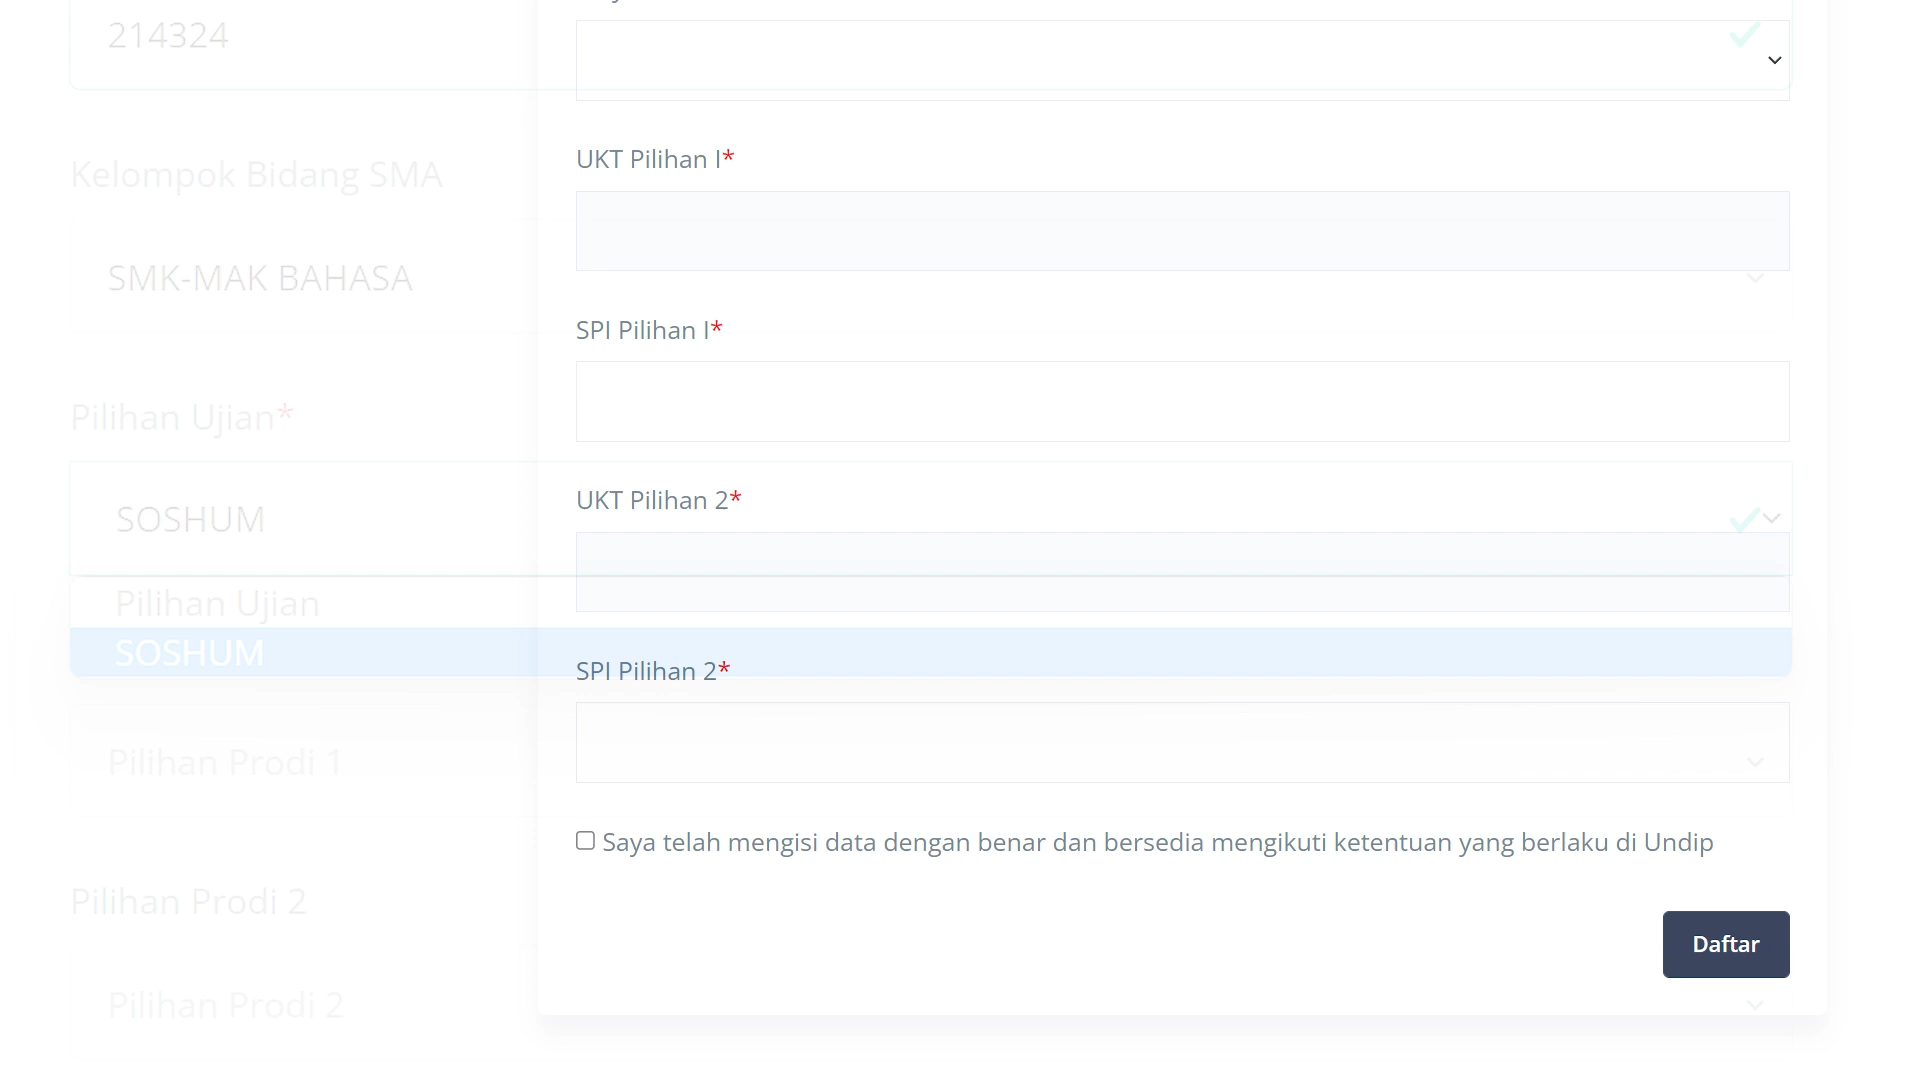 214324
Kelompok Bidang SMA
SMK-MAK BAHASA
Pilihan Ujian*
SOSHUM
Pilihan Ujian
SOSHUM
Pilihan Prodi 1
Pilihan Prodi 2
Pilihan Prodi 2
UKT Pilihan I*
SPI Pilihan I*
UKT Pilihan 2*
SPI Pilihan 2*
Saya telah mengisi data dengan benar dan bersedia mengikuti ketentuan yang berlaku di Undip
Daftar